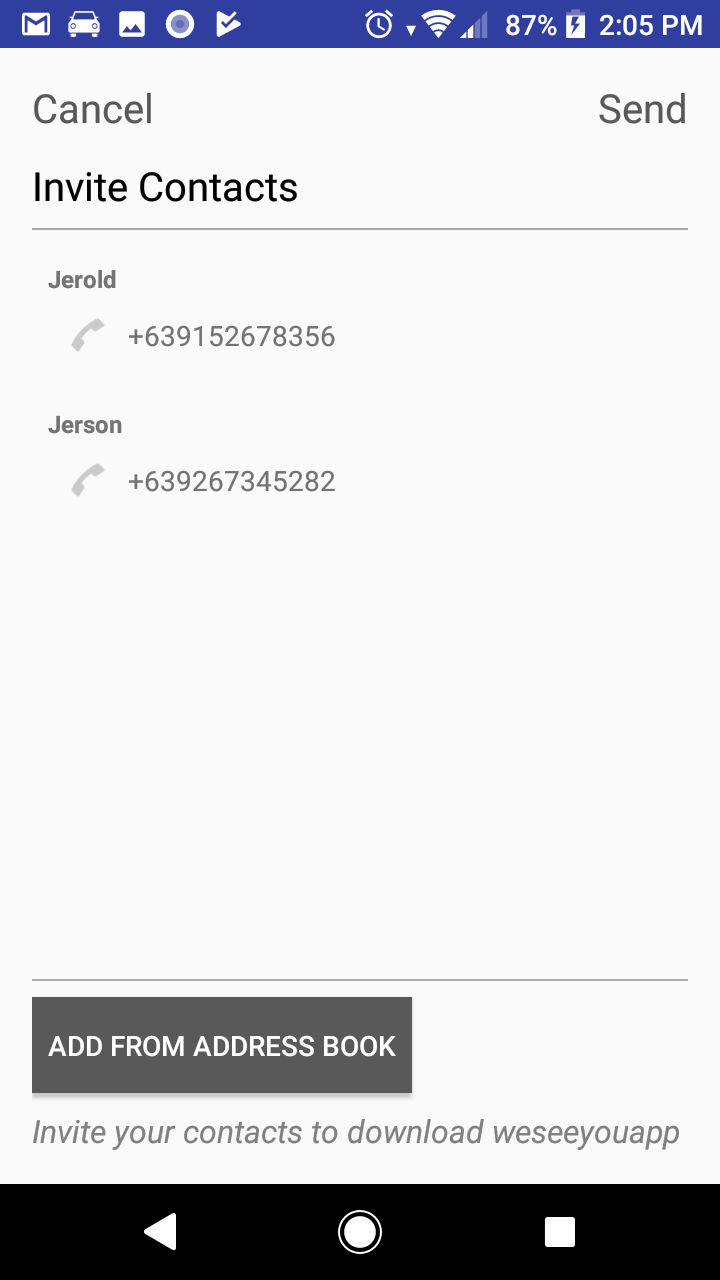 87% 2:05 PM
Cancel Send
Invite Contacts
Jerold
+639152678356
Jerson
+639267345282
ADD FROM ADDRESS BOOK
Invite your contacts to download weseeyouapp